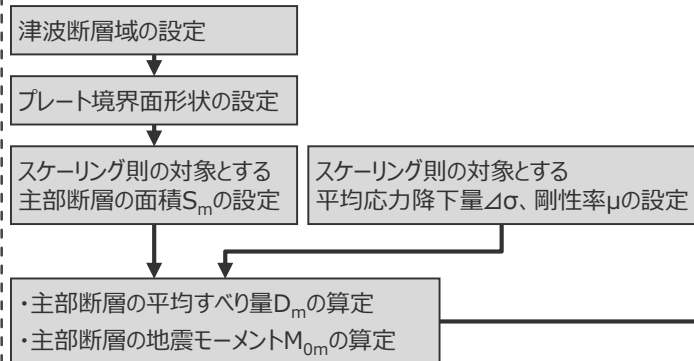 津波断層域の設定
プレート境界面形状の設定
スケーリング則の対象とする
主部断層の面積Smの設定
スケーリング則の対象とする
平均応力降下量⊿σ、剛性率μの設定
・主部断層の平均すべり量Dmの算定
・主部断層の地震モーメントM0mの算定